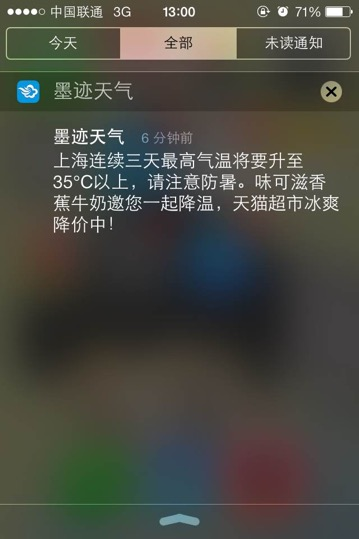 中国联通 3G 13:00 71%
今天 全部 未读通知
墨迹天气
墨迹天气 6 分钟前
上海连续三天最高气温将要升至
35°C以上，请注意防暑。味可滋香
蕉牛奶邀您一起降温，天猫超市冰爽
降价中！